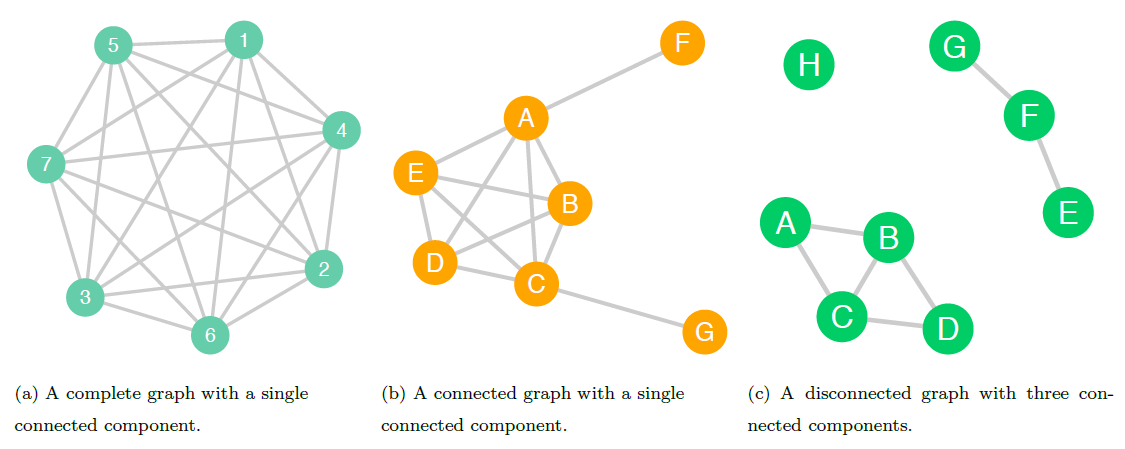 5
1
4
7
2
3
6
F
A
E
B
D
C
G
H
G
F
E
A
B
C
D
(a) A complete graph with a single
connected component.
(b) A connected graph with a single
connected component.
(c) A disconnected graph with three con-
nected components.